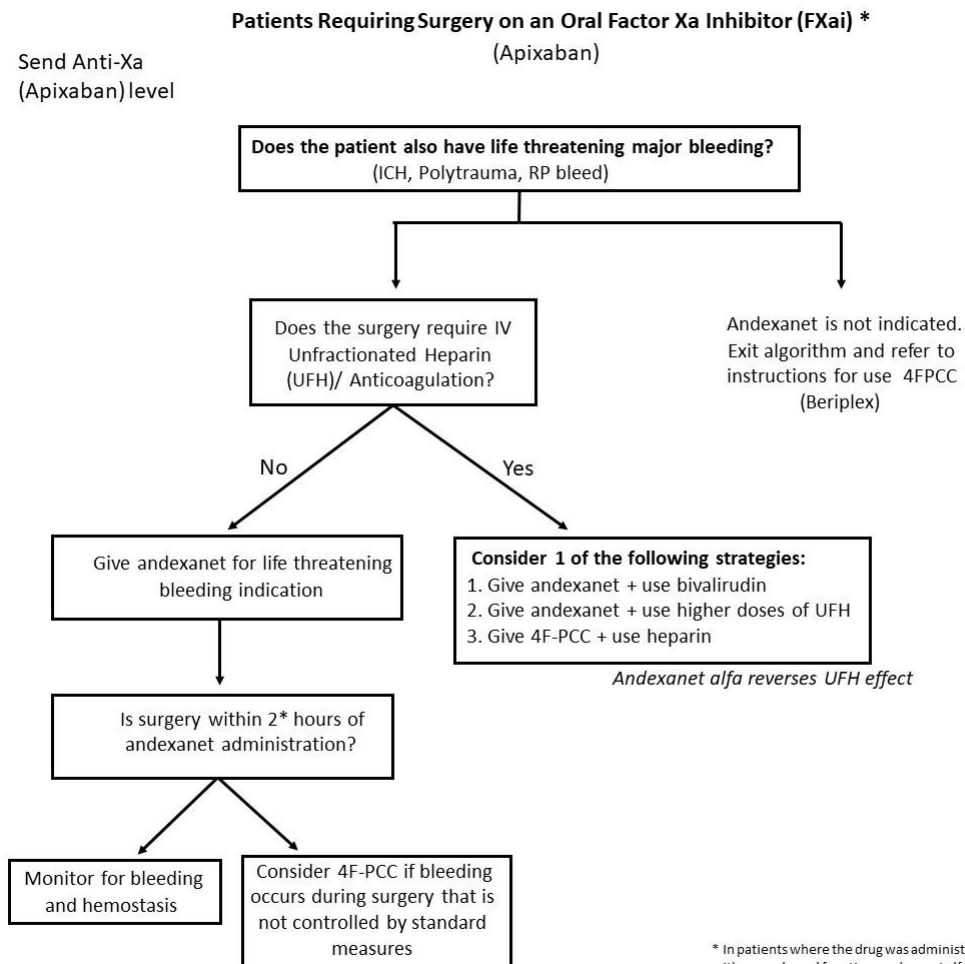 Patients Requiring Surgery on an Oral Factor Xa Inhibitor (FXai) *
(Apixaban)
Send Anti-Xa
(Apixaban) level
Does the patient also have life threatening major bleeding?
(ICH, Polytrauma, RP bleed)
Does the surgery require IV
Unfractionated Heparin
(UFH)/ Anticoagulation?
Andexanet is not indicated.
Exit algorithm and refer to
instructions for use 4FPCC
(Beriplex)
No
Yes
Give andexanet for life threatening
bleeding indication
Consider 1 of the following strategies:
1. Give andexanet + use bivalirudin
2. Give andexanet + use higher doses of UFH
3. Give 4F-PCC + use heparin
Andexanet alfa reverses UFH effect
Is surgery within 2* hours of
andexanet administration?
Monitor for bleeding
and hemostasis
Consider 4F-PCC if bleeding
occurs during surgery that is
not controlled by standard
measures
* In patients where the drug was administ